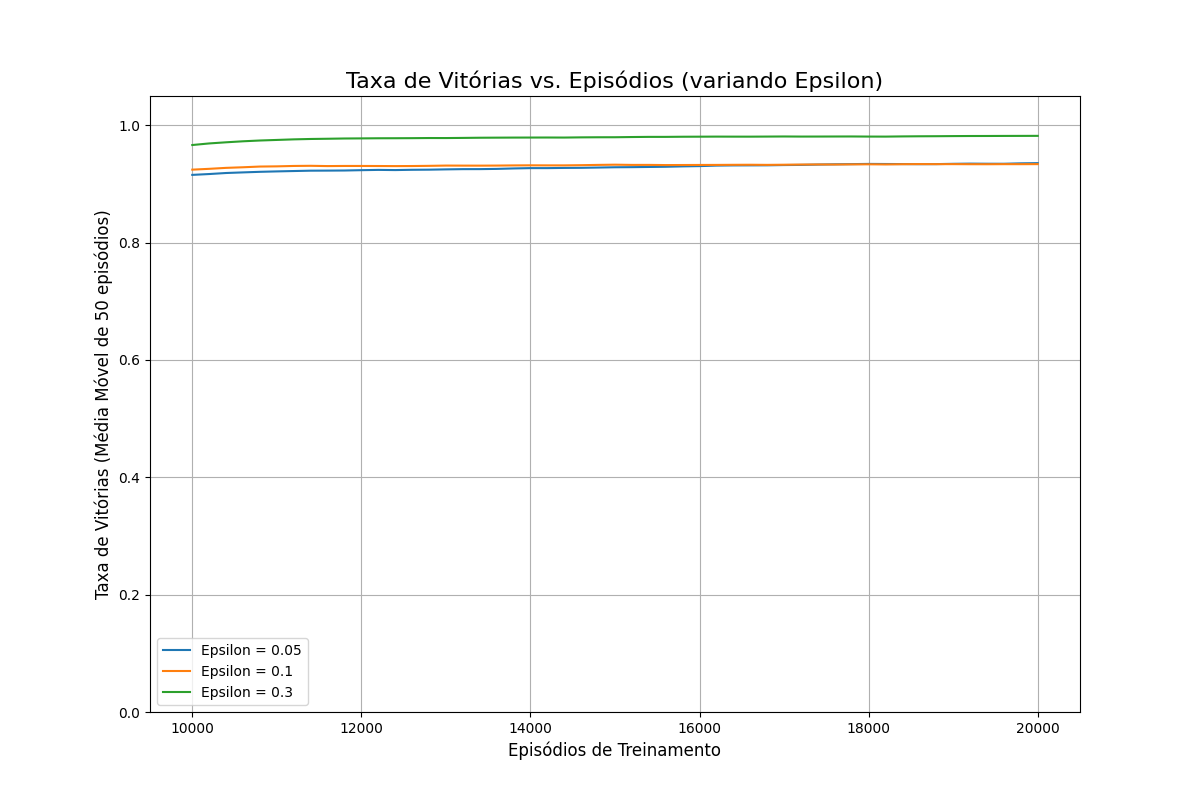 Taxa de Vitórias vs. Episódios (variando Epsilon)
Taxa de Vitórias (Média Móvel de 50 episódios)
1.0
0.8
0.6
0.4
0.2
0.0
Epsilon = 0.05
Epsilon = 0.1
Epsilon = 0.3
10000 12000 14000 16000 18000 20000
Episódios de Treinamento